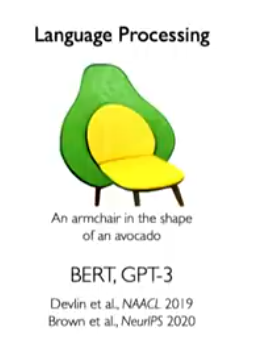 Language Processing
An armchair in the shape
of an avocado
BERT, GPT-3
Devlin et al., NAACL 2019
Brown et al., NeurIPS 2020